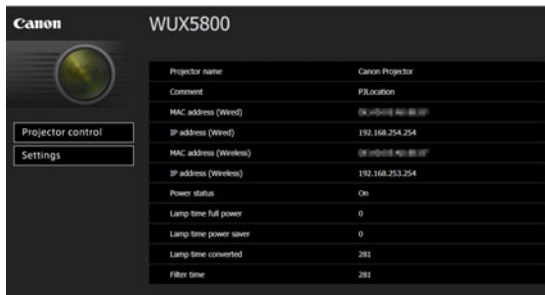 Canon
WUX5800
Projector name Canon Projector
Comment PJLocation
MAC address (Wired)
Projector control
IP address (Wired) 192.168.254.254
Settings
MAC address (Wireless)
IP address (Wireless) 192.168.253.254
Power status On
Lamp time full power 0
Lamp time power saver 0
Lamp time converted 281
Filter time 281